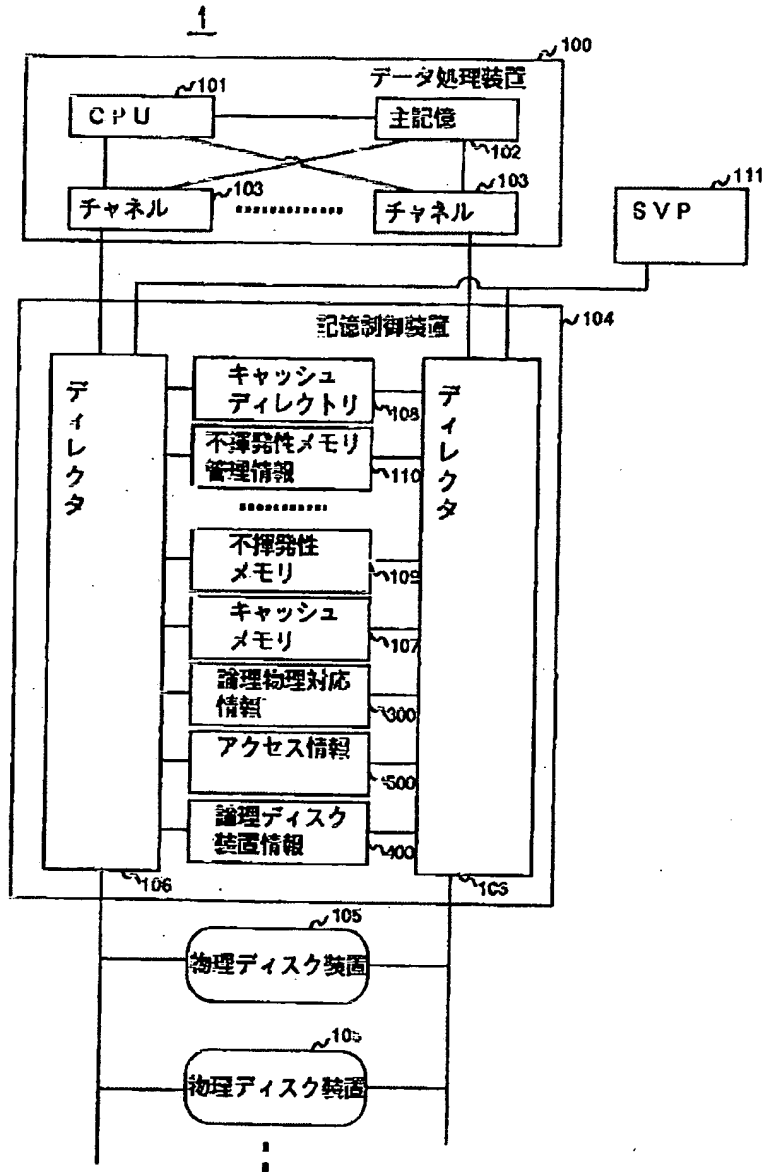 1
100
データ処理装置
101
CPU
主記憶
102
103
チャネル
103
チャネル
111
SVP
記憶制御装置
104
ディレクタ
キャッシュ
ディレクトリ
108
不揮発性メモリ
管理情報
110
不揮発性
メモリ
109
キャッシュ
メモリ
107
論理物理対応
情報
300
アクセス情報
500
論理ディスク
装置情報
400
ディレクタ
106
106
105
物理ディスク装置
105
物理ディスク装置